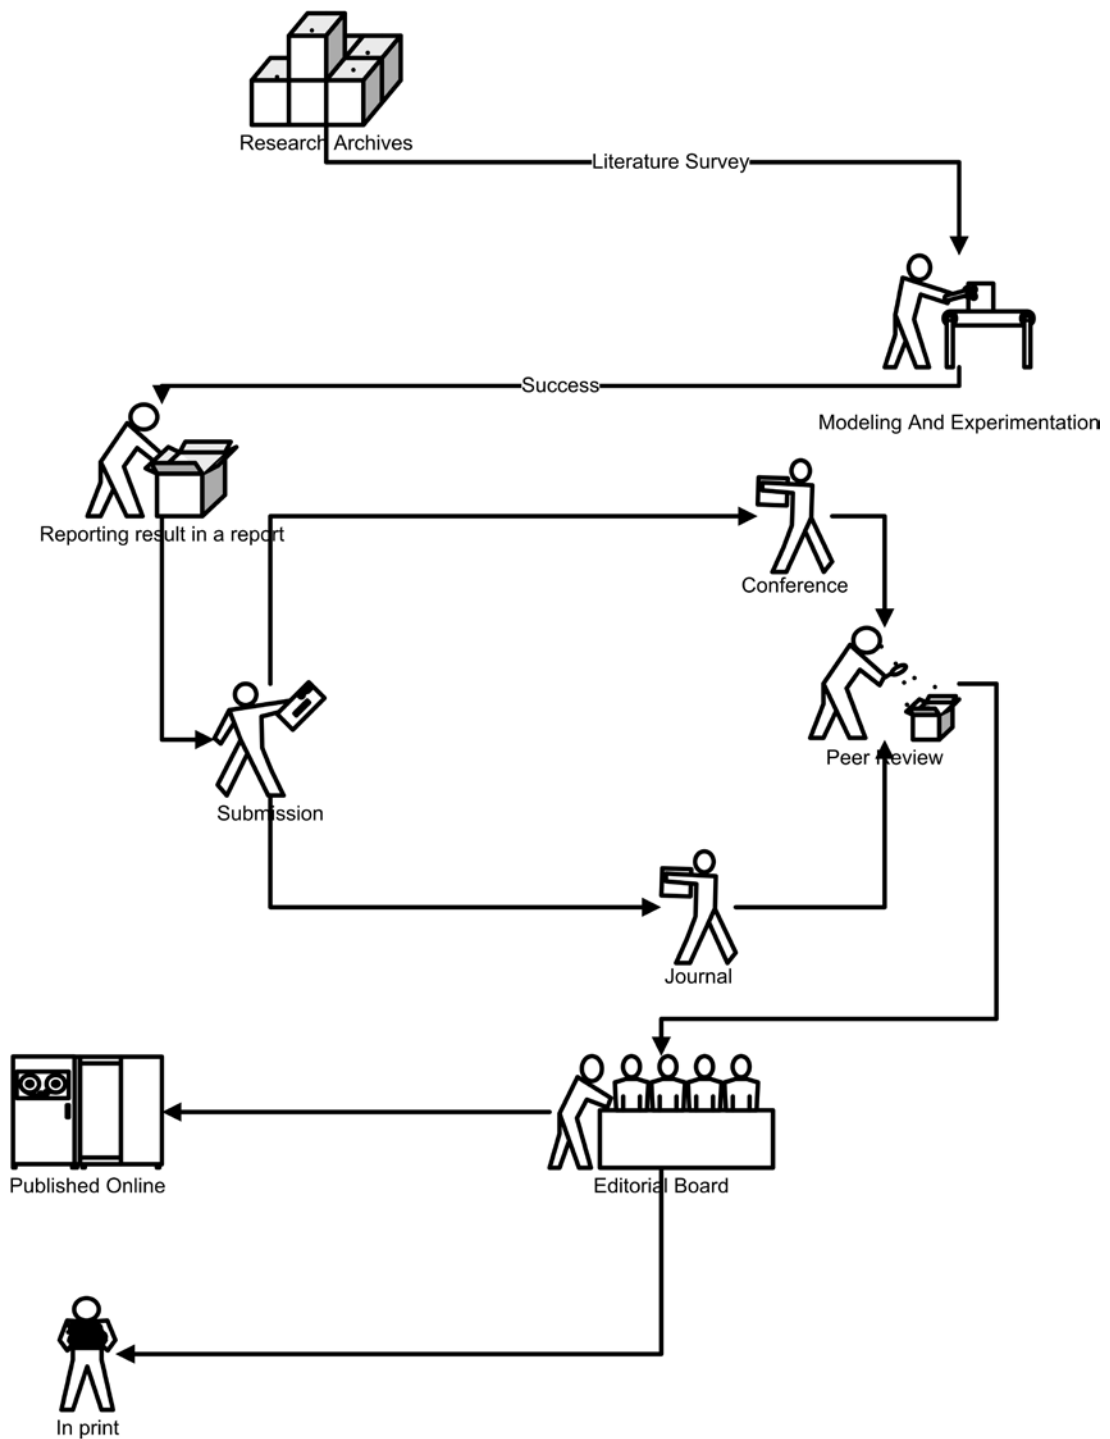 Research Archives
Literature Survey
Success
Modeling And Experimentation
Reporting result in a report
Conference
Peer Review
Submission
Journal
Published Online
Editorial Board
In print